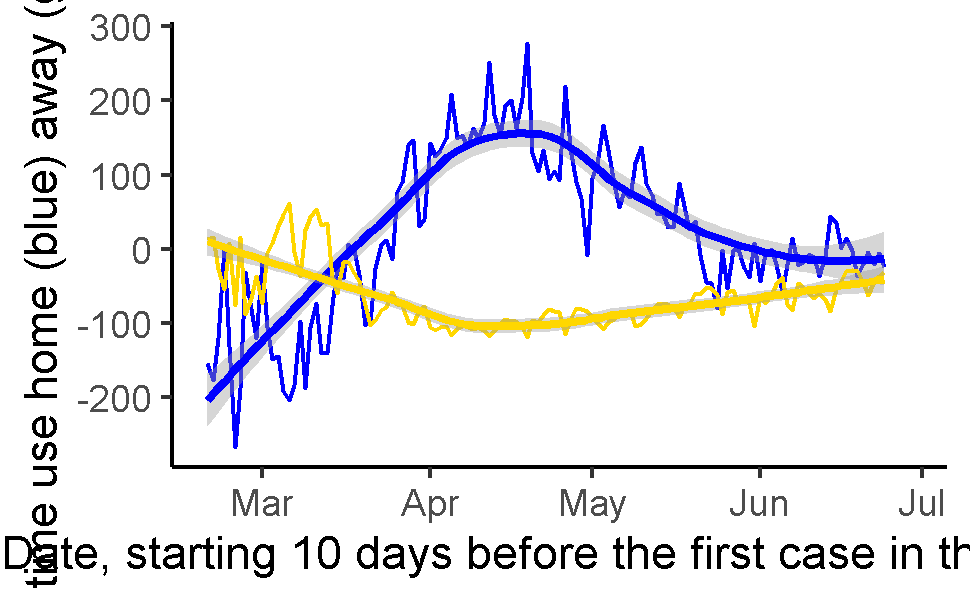 time use home (blue) away (
300
200
100
0
-100
-200
Mar Apr May Jun Jul
Date, starting 10 days before the first case in th